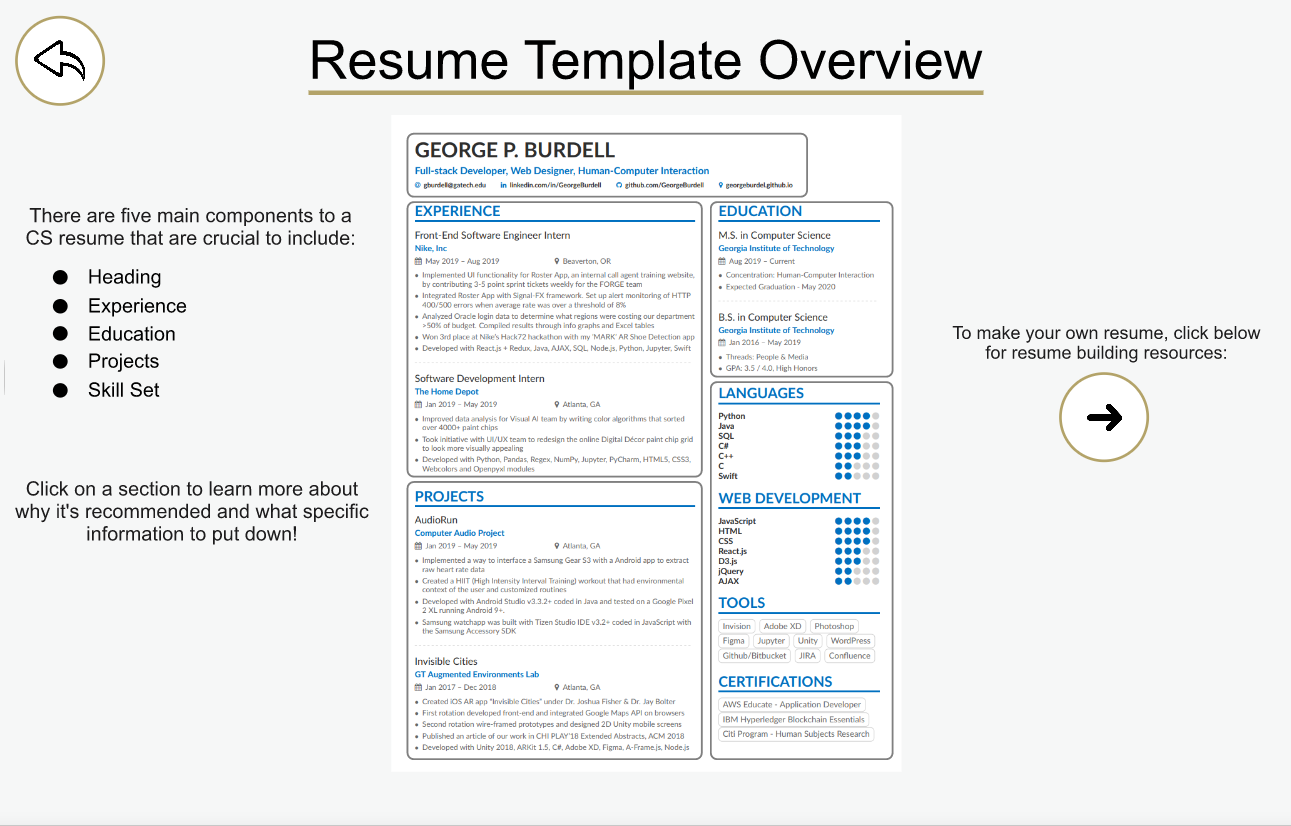 Resume Template Overview
There are five main components to a
CS resume that are crucial to include:
● Heading
● Experience
● Education
● Projects
● Skill Set
Click on a section to learn more about
why it's recommended and what specific
information to put down!
GEORGE P. BURDELL
Full-stack Developer, Web Designer, Human-Computer Interaction
gburdell@gatech.edu linkedin.com/in/GeorgeBurdell github.com/GeorgeBurdell georgeburdel.github.io
EXPERIENCE
Front-End Software Engineer Intern
Nike, Inc
May 2019 – Aug 2019 Beaverton, OR
• Implemented UI functionality for Roster App, an internal call agent training website,
by contributing 3-5 point sprint tickets weekly for the FORGE team
• Integrated Roster App with Signal-FX framework. Set up alert monitoring of HTTP
400/500 errors when average rate was over a threshold of 8%
• Analyzed Oracle login data to determine what regions were costing our department
>50% of budget. Compiled results through info graphs and Excel tables
• Won 3rd place at Nike's Hack72 hackathon with my 'MARK' AR Shoe Detection app
• Developed with React.js + Redux, Java, AJAX, SQL, Node.js, Python, Jupyter, Swift
Software Development Intern
The Home Depot
Jan 2019 – May 2019 Atlanta, GA
• Improved data analysis for Visual AI team by writing color algorithms that sorted
over 4000+ paint chips
• Took initiative with UI/UX team to redesign the online Digital Décor paint chip grid
to look more visually appealing
• Developed with Python, Pandas, Regex, NumPy, Jupyter, PyCharm, HTML5, CSS3,
Webcolors and Openpyxl modules
PROJECTS
AudioRun
Computer Audio Project
Jan 2019 – May 2019 Atlanta, GA
• Implemented a way to interface a Samsung Gear S3 with a Android app to extract
raw heart rate data
• Created a HIIT (High Intensity Interval Training) workout that had environmental
context of the user and customized routines
• Developed with Android Studio v3.3.2+ coded in Java and tested on a Google Pixel
2 XL running Android 9+.
• Samsung watchapp was built with Tizen Studio IDE v3.2+ coded in JavaScript with
the Samsung Accessory SDK
Invisible Cities
GT Augmented Environments Lab
Jan 2017 – Dec 2018 Atlanta, GA
• Created iOS AR app "Invisible Cities" under Dr. Joshua Fisher & Dr. Jay Bolter
• First rotation developed front-end and integrated Google Maps API on browsers
• Second rotation wire-framed prototypes and designed 2D Unity mobile screens
• Published an article of our work in CHI PLAY'18 Extended Abstracts, ACM 2018
• Developed with Unity 2018, ARKit 1.5, C#, Adobe XD, Figma, A-Frame.js, Node.js
EDUCATION
M.S. in Computer Science
Georgia Institute of Technology
Aug 2019 – Current
• Concentration: Human-Computer Interaction
• Expected Graduation - May 2020
B.S. in Computer Science
Georgia Institute of Technology
Jan 2016 – May 2019
• Threads: People & Media
• GPA: 3.5 / 4.0, High Honors
LANGUAGES
Python
Java
SQL
C#
C++
C
Swift
WEB DEVELOPMENT
JavaScript
HTML
CSS
React.js
D3.js
jQuery
AJAX
TOOLS
Invision Adobe XD Photoshop
Figma Jupyter Unity WordPress
Github/Bitbucket JIRA Confluence
CERTIFICATIONS
AWS Educate - Application Developer
IBM Hyperledger Blockchain Essentials
Citi Program - Human Subjects Research
To make your own resume, click below
for resume building resources: